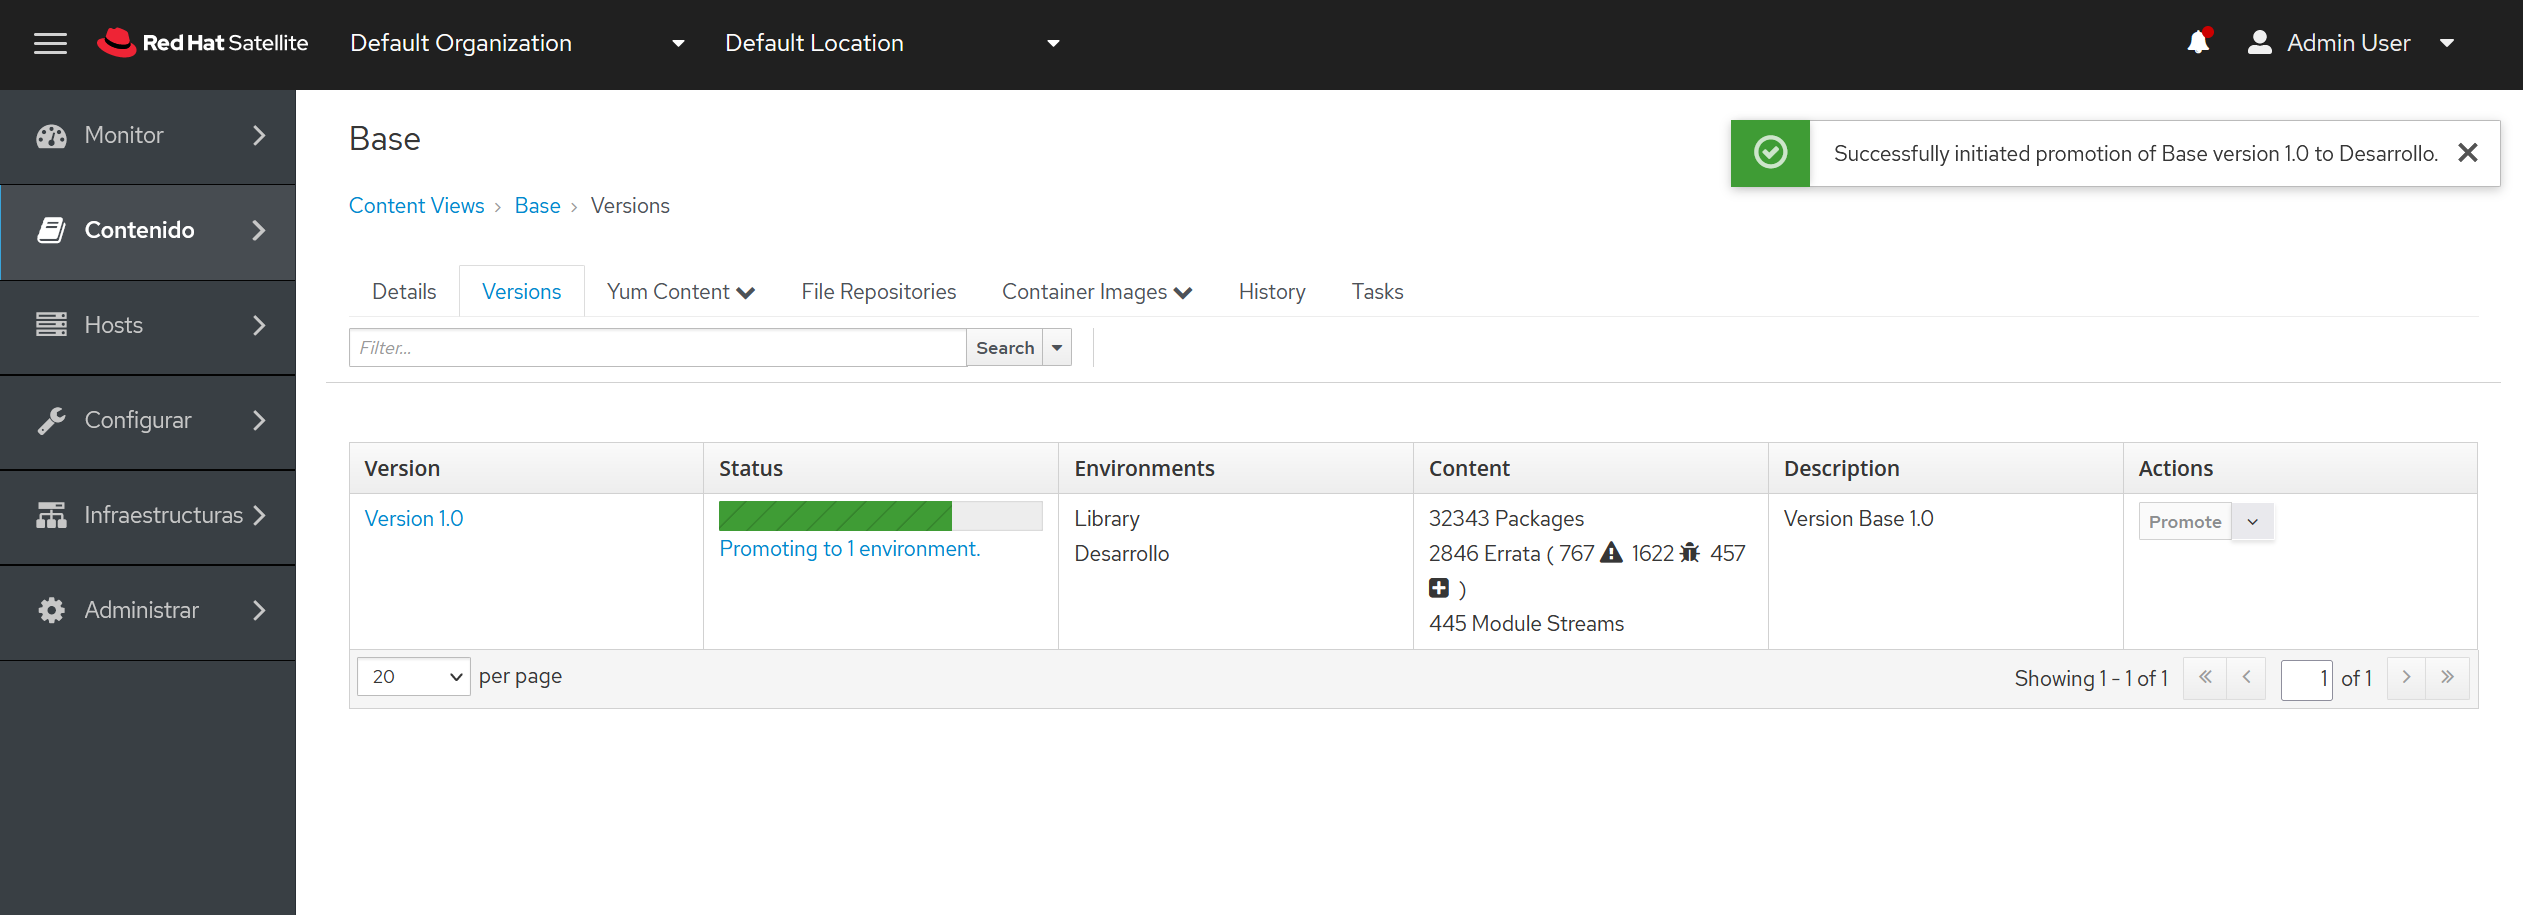 Red Hat Satellite Default Organization Default Location Admin User
Monitor
Contenido
Hosts
Configurar
Infraestructuras
Administrar
Base
Successfully initiated promotion of Base version 1.0 to Desarrollo.
Content Views › Base › Versions
Details Versions Yum Content File Repositories Container Images History Tasks
Filter... Search
Version Status Environments Content Description Actions
Version 1.0 Library 32343 Packages Version Base 1.0 Promote
Promoting to 1 environment. Desarrollo 2846 Errata ( 767 1622 457
)
445 Module Streams
20 per page Showing 1 - 1 of 1 « ‹ 1 of 1 › »